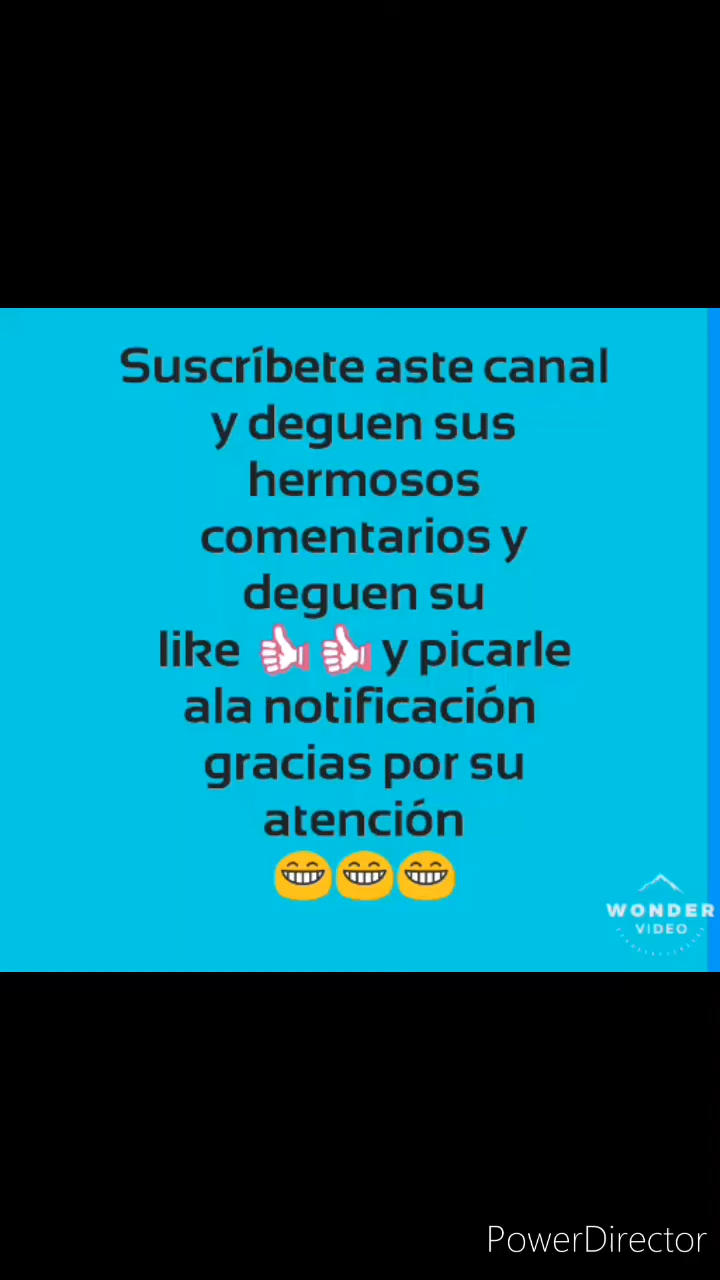 Suscríbete aste canal
y deguen sus
hermosos
comentarios y
deguen su
like 👍👍 y picarle
ala notificación
gracias por su
atención
😁😁😁
WONDER
VIDEO
PowerDirector